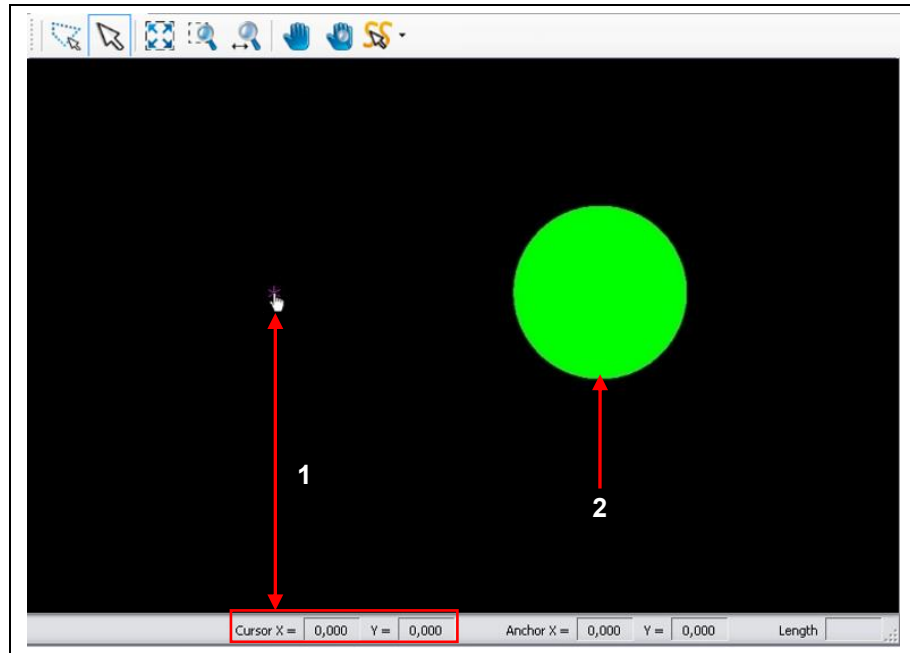 1
2
Cursor X = 0,000 Y = 0,000 Anchor X = 0,000 Y = 0,000 Length